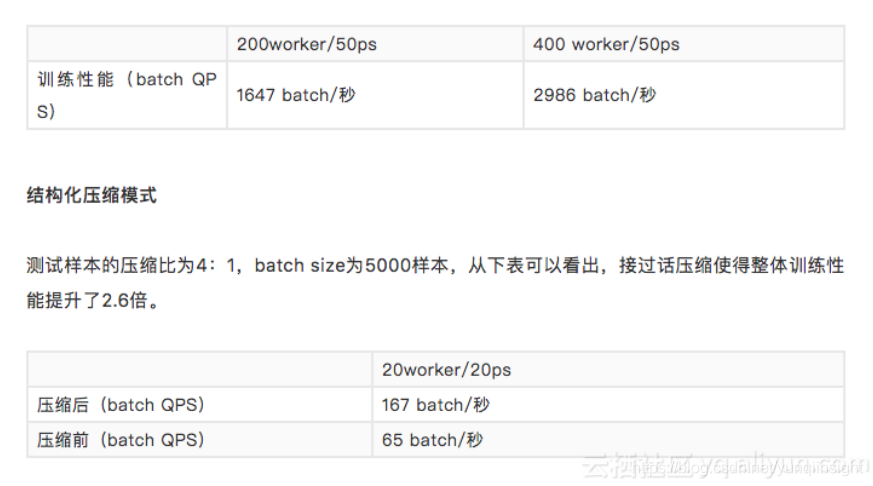 200worker/50ps 400 worker/50ps
训练性能（batch QP
S）
1647 batch/秒 2986 batch/秒
结构化压缩模式
测试样本的压缩比为4：1，batch size为5000样本，从下表可以看出，接过话压缩使得整体训练性
能提升了2.6倍。
20worker/20ps
压缩后（batch QPS） 167 batch/秒
压缩前（batch QPS） 65 batch/秒
云栖社区 yq.aliyun.com